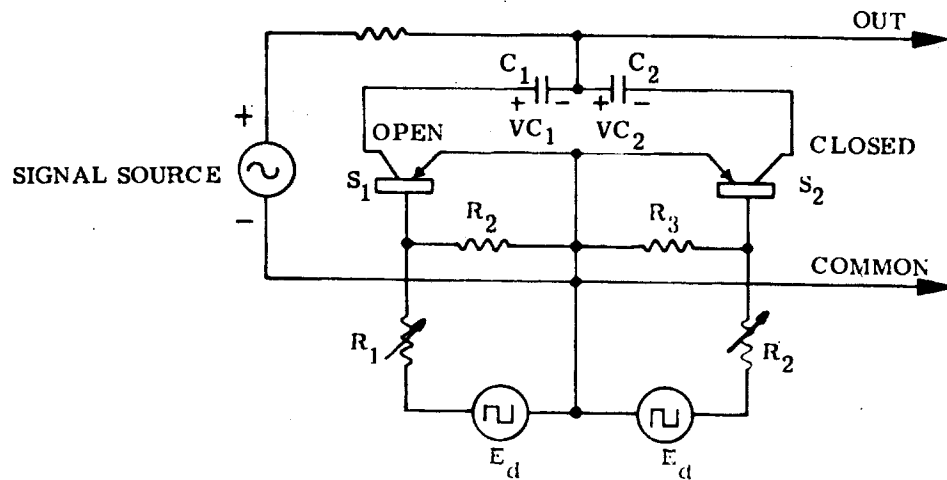 OUT
C1 C2
+ - + -
VC1 VC2
+
OPEN
CLOSED
SIGNAL SOURCE
S1
S2
-
R2
R3
COMMON
R1
R2
Ed
Ed